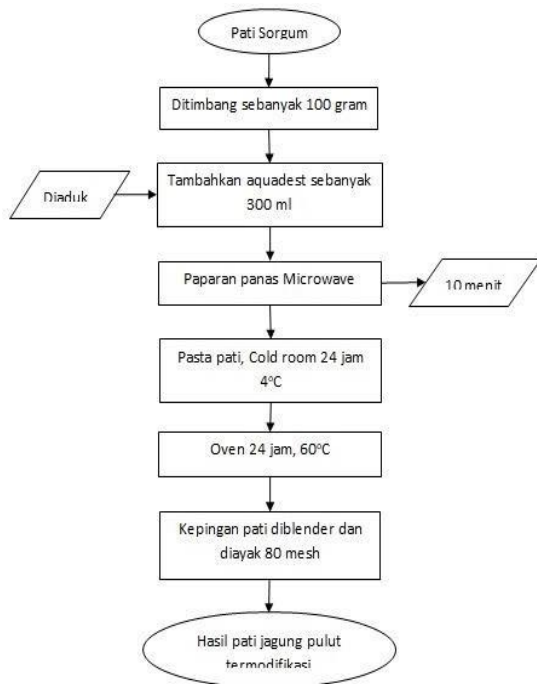 Pati Sorgum
Ditimbang sebanyak 100 gram
Diaduk
Tambahkan aquadest sebanyak
300 ml
Paparan panas Microwave
10 menit
Pasta pati, Cold room 24 jam
4°C
Oven 24 jam, 60°C
Kepingan pati diblender dan
diayak 80 mesh
Hasil pati jagung pulut
termodifikasi